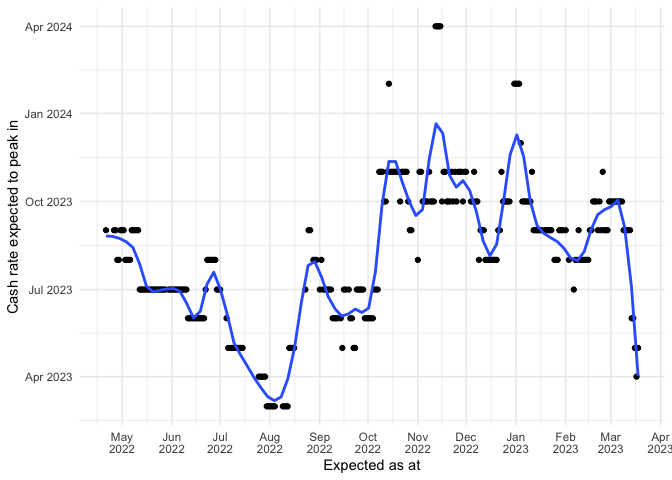 Apr 2024
Jan 2024
Oct 2023
Jul 2023
Apr 2023
Cash rate expected to peak in
May Jun Jul Aug Sep Oct Nov Dec Jan Feb Mar Apr
2022 2022 2022 2022 2022 2022 2022 2022 2023 2023 2023 2023
Expected as at